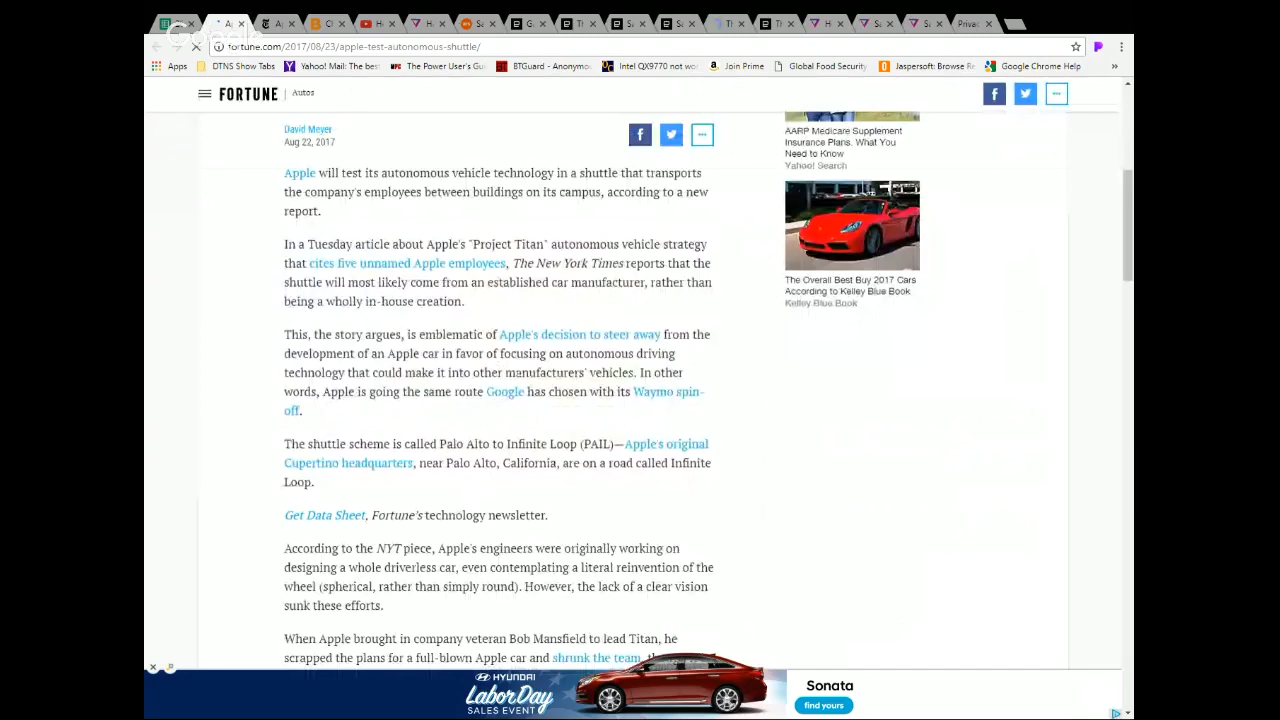 Google
fortune.com/2017/08/23/apple-test-autonomous-shuttle/
Apps DTNS Show Tabs Yahoo! Mail: The best The Power User's Gu BTGuard - Anonymo Intel QX9770 not wo Join Prime Global Food Security Jaspersoft: Browse Re Google Chrome Help »
FORTUNE | Autos
David Meyer
Aug 22, 2017
Apple will test its autonomous vehicle technology in a shuttle that transports
the company's employees between buildings on its campus, according to a new
report.
In a Tuesday article about Apple's "Project Titan" autonomous vehicle strategy
that cites five unnamed Apple employees, The New York Times reports that the
shuttle will most likely come from an established car manufacturer, rather than
being a wholly in-house creation.
This, the story argues, is emblematic of Apple's decision to steer away from the
development of an Apple car in favor of focusing on autonomous driving
technology that could make it into other manufacturers' vehicles. In other
words, Apple is going the same route Google has chosen with its Waymo spin-
off.
The shuttle scheme is called Palo Alto to Infinite Loop (PAIL)—Apple's original
Cupertino headquarters, near Palo Alto, California, are on a road called Infinite
Loop.
Get Data Sheet, Fortune's technology newsletter.
According to the NYT piece, Apple's engineers were originally working on
designing a whole driverless car, even contemplating a literal reinvention of the
wheel (spherical, rather than simply round). However, the lack of a clear vision
sunk these efforts.
When Apple brought in company veteran Bob Mansfield to lead Titan, he
scrapped the plans for a full-blown Apple car and shrunk the team,
AARP Medicare Supplement
Insurance Plans. What You
Need to Know
Yahoo! Search
The Overall Best Buy 2017 Cars
According to Kelley Blue Book
Kelley Blue Book
HYUNDAI
Labor Day
SALES EVENT
Sonata
find yours